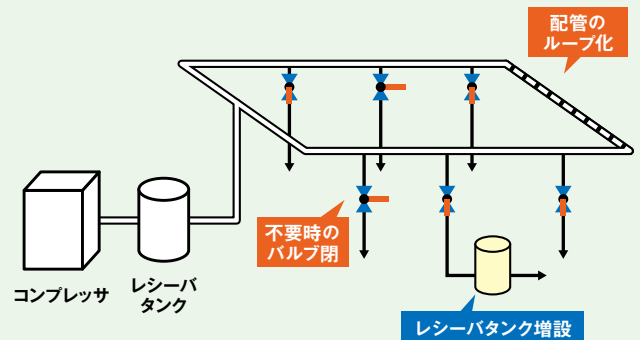 配管の
ループ化
不要時の
バルブ閉
コンプレッサ
レシーバ
タンク
レシーバタンク増設